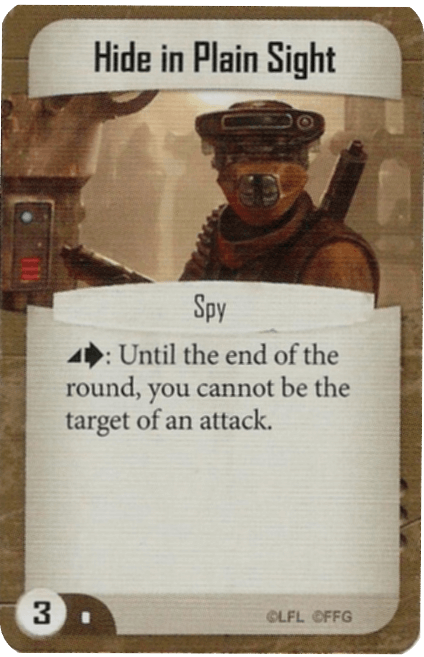 Hide in Plain Sight
Spy
: Until the end of the
round, you cannot be the
target of an attack.
3
©LFL ©FFG